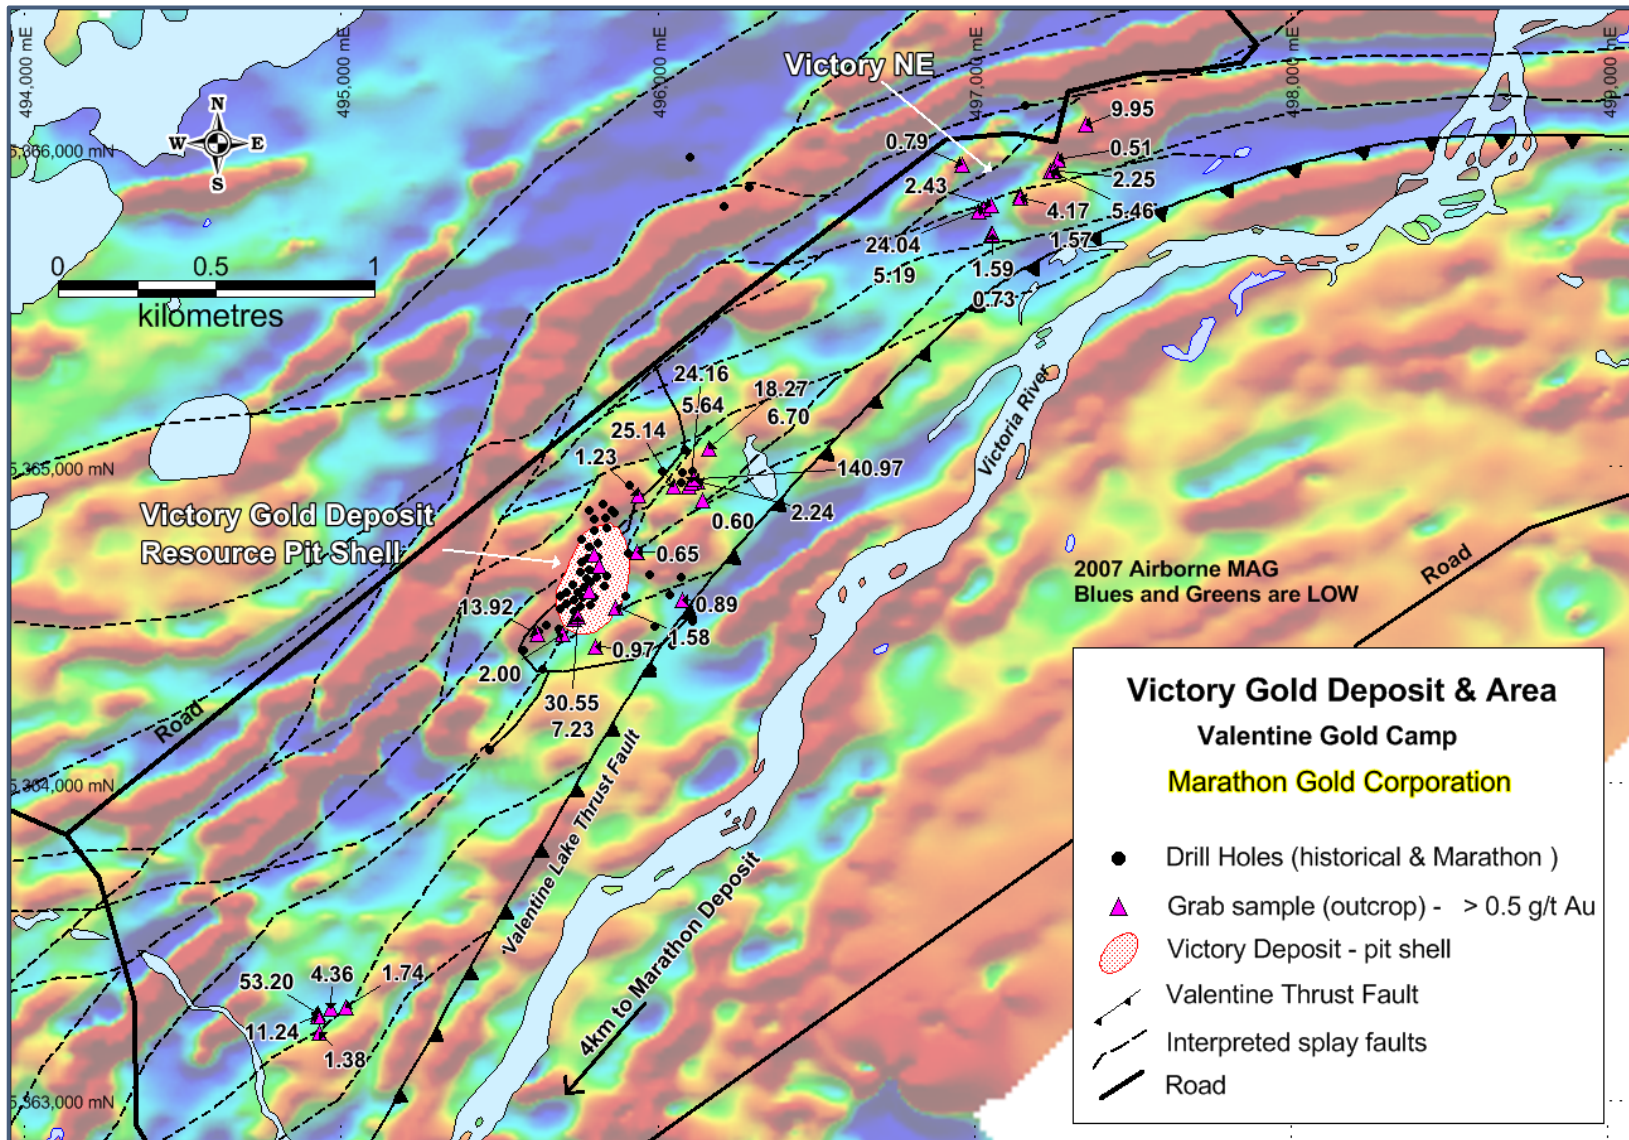 494,000 mE
495,000 mE
496,000 mE
497,000 mE
498,000 mE
499,000 mE
Victory NE
N
W E
S
5,366,000 mN
0 0.5 1
kilometres
9.95
0.79
0.51
2.43
2.25
4.17
5.46
24.04
1.57
5.19
1.59
0.73
24.16
18.27
5.64
6.70
25.14
1.23
5,365,000 mN
140.97
0.60
2.24
Victory Gold Deposit
Resource Pit Shell
0.65
13.92
0.89
1.58
0.97
2.00
30.55
7.23
Victoria River
Road
Road
2007 Airborne MAG
Blues and Greens are LOW
5,364,000 mN
Valentine Lake Thrust Fault
4km to Marathon Deposit
53.20
4.36
1.74
11.24
1.38
5,363,000 mN
Victory Gold Deposit & Area
Valentine Gold Camp
Marathon Gold Corporation
Drill Holes (historical & Marathon )
Grab sample (outcrop) - > 0.5 g/t Au
Victory Deposit - pit shell
Valentine Thrust Fault
Interpreted splay faults
Road